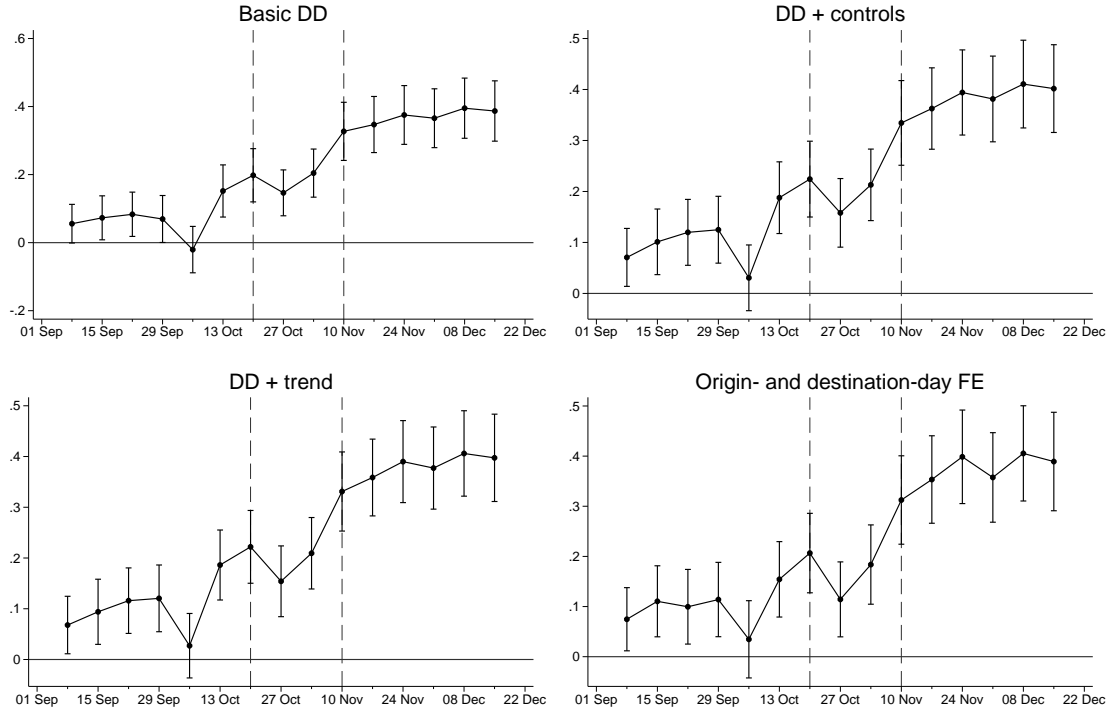 Basic DD
.6
.4
.2
0
-.2
01 Sep 15 Sep 29 Sep 13 Oct 27 Oct 10 Nov 24 Nov 08 Dec 22 Dec
DD + controls
.5
.4
.3
.2
.1
0
01 Sep 15 Sep 29 Sep 13 Oct 27 Oct 10 Nov 24 Nov 08 Dec 22 Dec
DD + trend
.5
.4
.3
.2
.1
0
01 Sep 15 Sep 29 Sep 13 Oct 27 Oct 10 Nov 24 Nov 08 Dec 22 Dec
Origin- and destination-day FE
.5
.4
.3
.2
.1
0
01 Sep 15 Sep 29 Sep 13 Oct 27 Oct 10 Nov 24 Nov 08 Dec 22 Dec